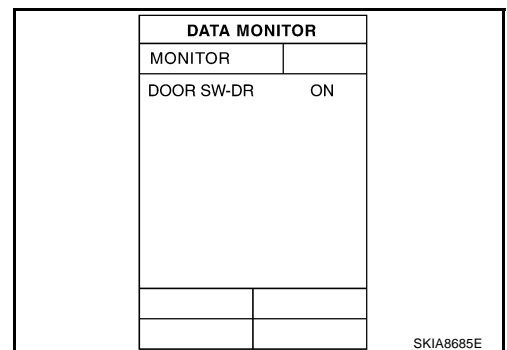 DATA MONITOR
MONITOR
DOOR SW-DR ON
SKIA8685E